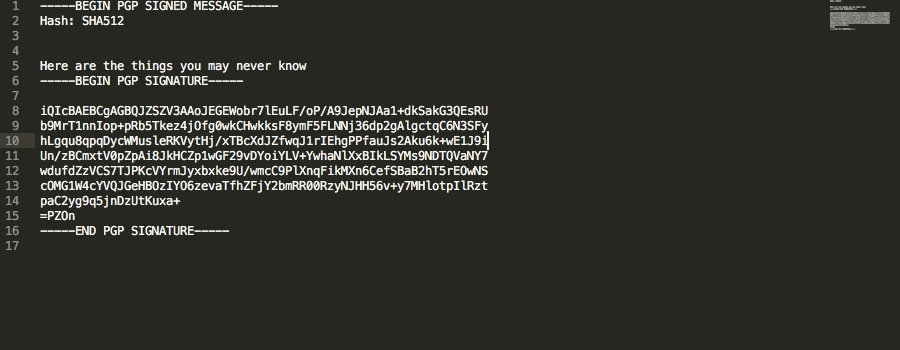 1 -----BEGIN PGP SIGNED MESSAGE-----
2 Hash: SHA512
3
4
5 Here are the things you may never know
6 -----BEGIN PGP SIGNATURE-----
7
8 iQIcBAEBCgAGBQJZSZV3AAoJEGEWobr7lEuLF/oP/A9JepNJAa1+dkSakG3QEsRU
9 b9MrT1nnIop+pRb5Tkez4jOfg0wkCHwkksF8ymF5FLNNj36dp2gAlgctqC6N3SFy
10 hLgqu8qpqDycWMusleRKVytHj/xTBcXdJZfwqJ1rIEhgPPfauJs2Aku6k+wE1J9i
11 Un/zBCmxtV0pZpAi8JkHCZp1wGF29vDYoiYLV+YwhaNlXxBIkLSYMs9NDTQVaNY7
12 wdufdZzVCS7TJPKcVYrmJyxbxke9U/wmcC9PlXnqFikMXn6CefSBaB2hT5rEOwNS
13 cOMG1W4cYVQJGeHBOzIYO6zevaTfhZFjY2bmRR00RzyNJHH56v+y7MHlotpIlRzt
14 paC2yg9q5jnDzUtKuxa+
15 =PZOn
16 -----END PGP SIGNATURE-----
17